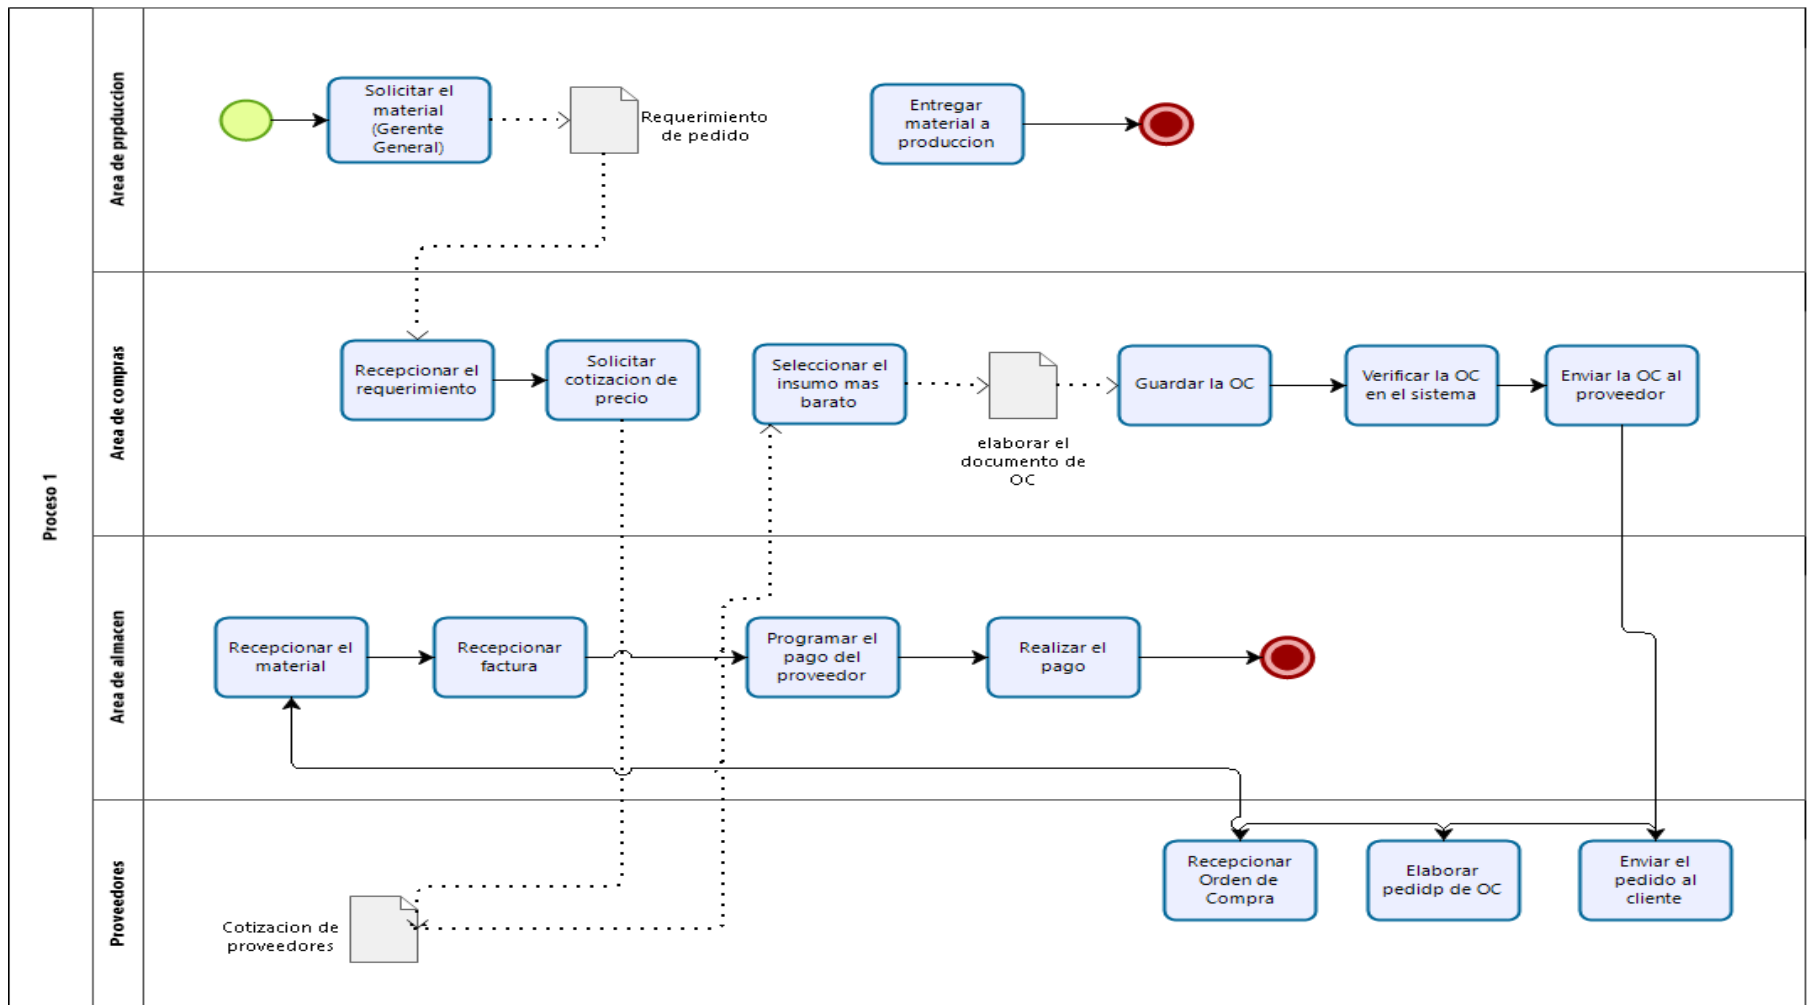 Proceso 1
Area de prpduccion
Solicitar el
material
(Gerente
General)
Requerimiento
de pedido
Entregar
material a
produccion
Area de compras
Recepcionar el
requerimiento
Solicitar
cotizacion de
precio
Seleccionar el
insumo mas
barato
elaborar el
documento de
OC
Guardar la OC
Verificar la OC
en el sistema
Enviar la OC al
proveedor
Area de almacen
Recepcionar el
material
Recepcionar
factura
Programar el
pago del
proveedor
Realizar el
pago
Proveedores
Cotizacion de
proveedores
Recepcionar
Orden de
Compra
Elaborar
pedidp de OC
Enviar el
pedido al
cliente